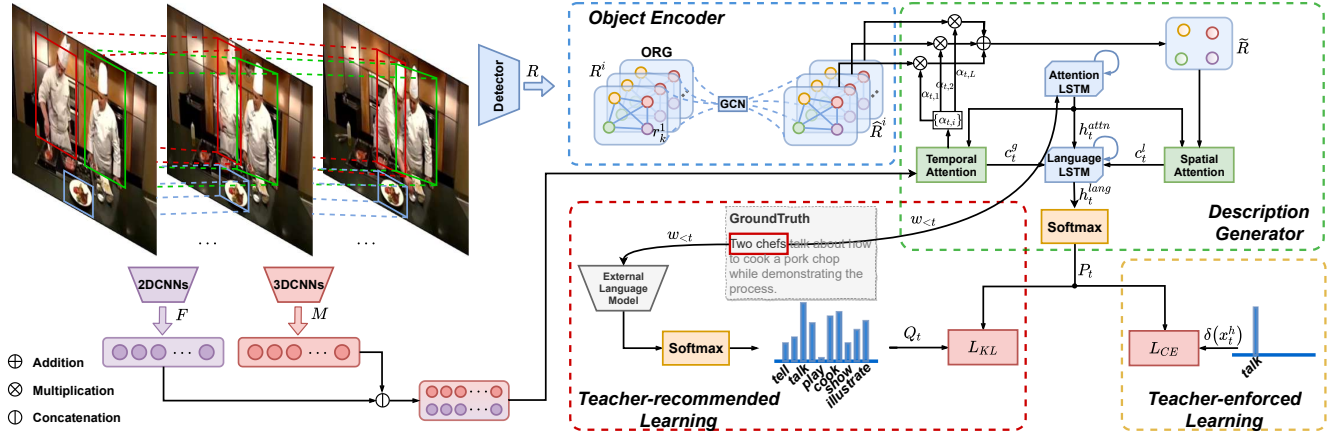 Object Encoder
ORG
R^i
r_k^1
GCN
\hat{R}^i
Detector
R
α_{t,1}
α_{t,2}
α_{t,L}
{α_{t,i}}
\tilde{R}
Attention
LSTM
h_t^{attn}
Temporal
Attention
c_t^g
Language
LSTM
c_t^l
Spatial
Attention
h_t^{lang}
Softmax
Description
Generator
P_t
...
...
2DCNNs
3DCNNs
F
M
...
...
...
...
Addition
Multiplication
Concatenation
GroundTruth
Two chefs talk about how
to cook a pork chop
while demonstrating the
process.
w_{<t}
w_{<t}
External
Language
Model
Softmax
tell
talk
play
cook
show
illustrate
Q_t
L_{KL}
Teacher-recommended
Learning
L_{CE}
δ(x_t^h)
talk
Teacher-enforced
Learning